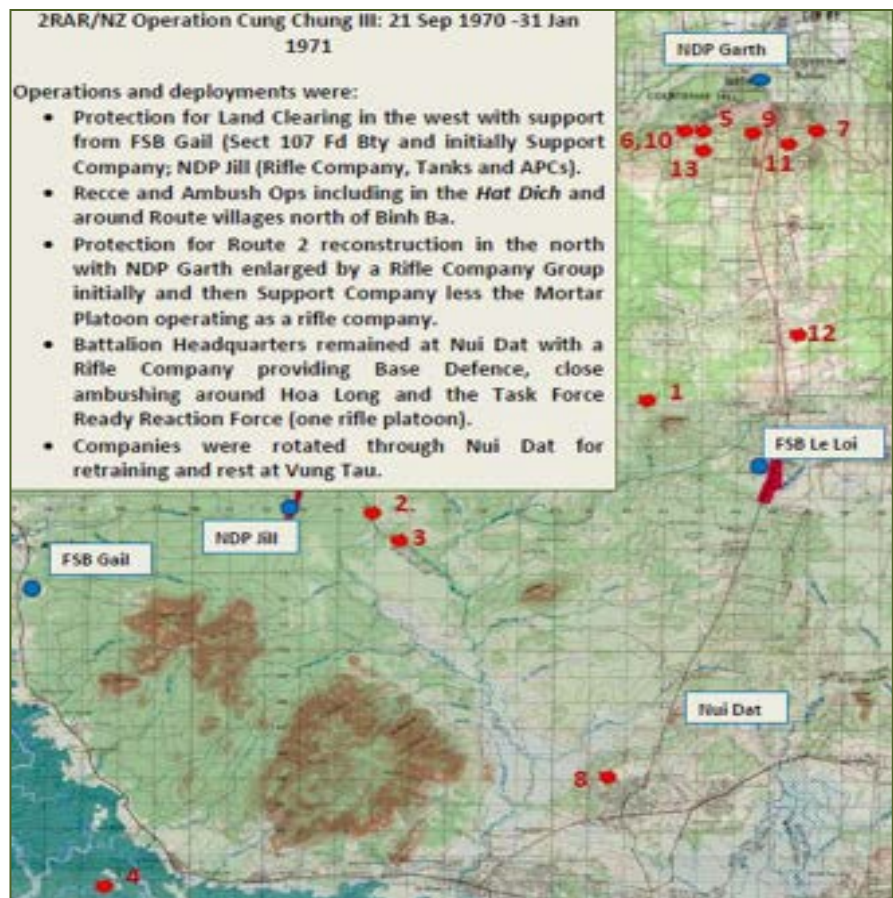 2RAR/NZ Operation Cung Chung III: 21 Sep 1970 -31 Jan
1971
Operations and deployments were:
• Protection for Land Clearing in the west with support
from FSB Gail (Sect 107 Fd Bty and initially Support
Company; NDP Jill (Rifle Company, Tanks and APCs).
• Recce and Ambush Ops including in the Hat Dich and
around Route villages north of Binh Ba.
• Protection for Route 2 reconstruction in the north
with NDP Garth enlarged by a Rifle Company Group
initially and then Support Company less the Mortar
Platoon operating as a rifle company.
• Battalion Headquarters remained at Nui Dat with a
Rifle Company providing Base Defence, close
ambushing around Hoa Long and the Task Force
Ready Reaction Force (one rifle platoon).
• Companies were rotated through Nui Dat for
retraining and rest at Vung Tau.
NDP Garth
5
9
7
6,10
11
13
12
1
FSB Le Loi
2.
NDP Jill
3
FSB Gail
Nui Dat
8
4